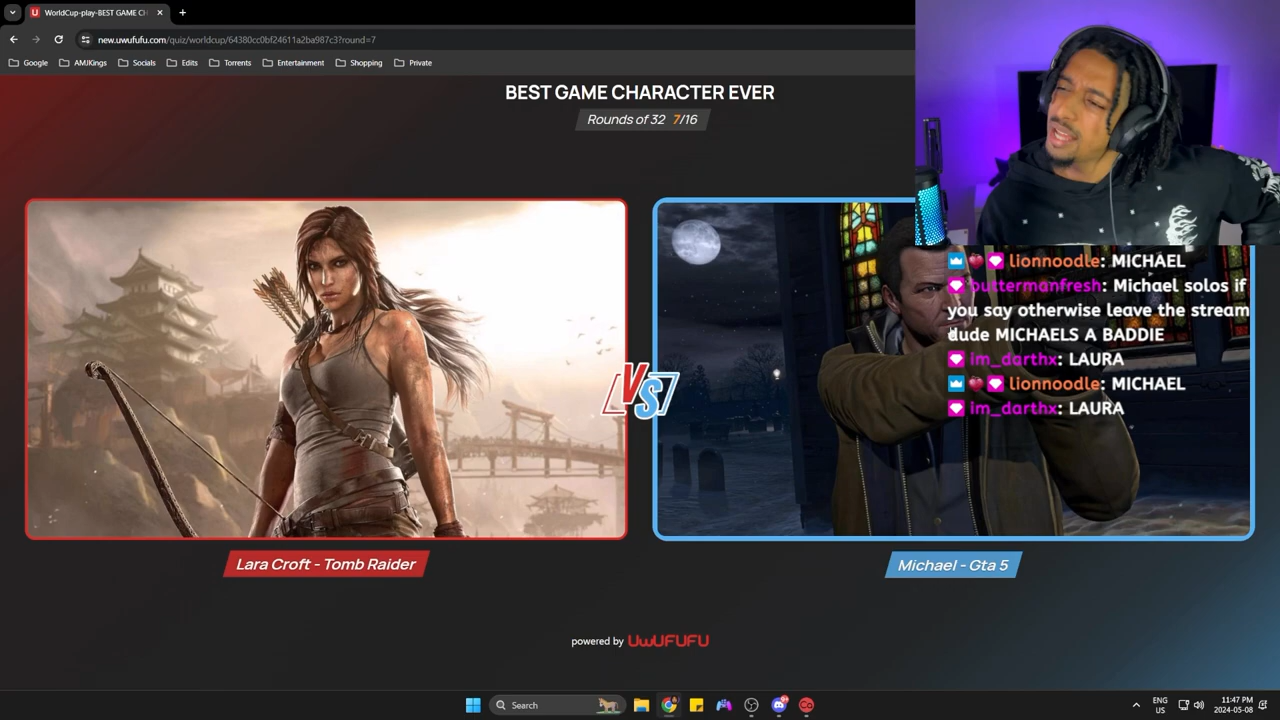 WorldCup-play-BEST GAME CH
new.uwufufu.com/quiz/worldcup/64380cc0bf24611a2ba987c3?round=7
Google AMJKings Socials Edits Torrents Entertainment Shopping Private
BEST GAME CHARACTER EVER
Rounds of 32 7/16
lionnoodle: MICHAEL
buttermanfresh: Michael solos if
you say otherwise leave the stream
dude MICHAELS A BADDIE
im_darthx: LAURA
lionnoodle: MICHAEL
im_darthx: LAURA
VS
Lara Croft - Tomb Raider
Michael - Gta 5
powered by UwUFUFU
Search
ENG
US
11:47 PM
2024-05-08